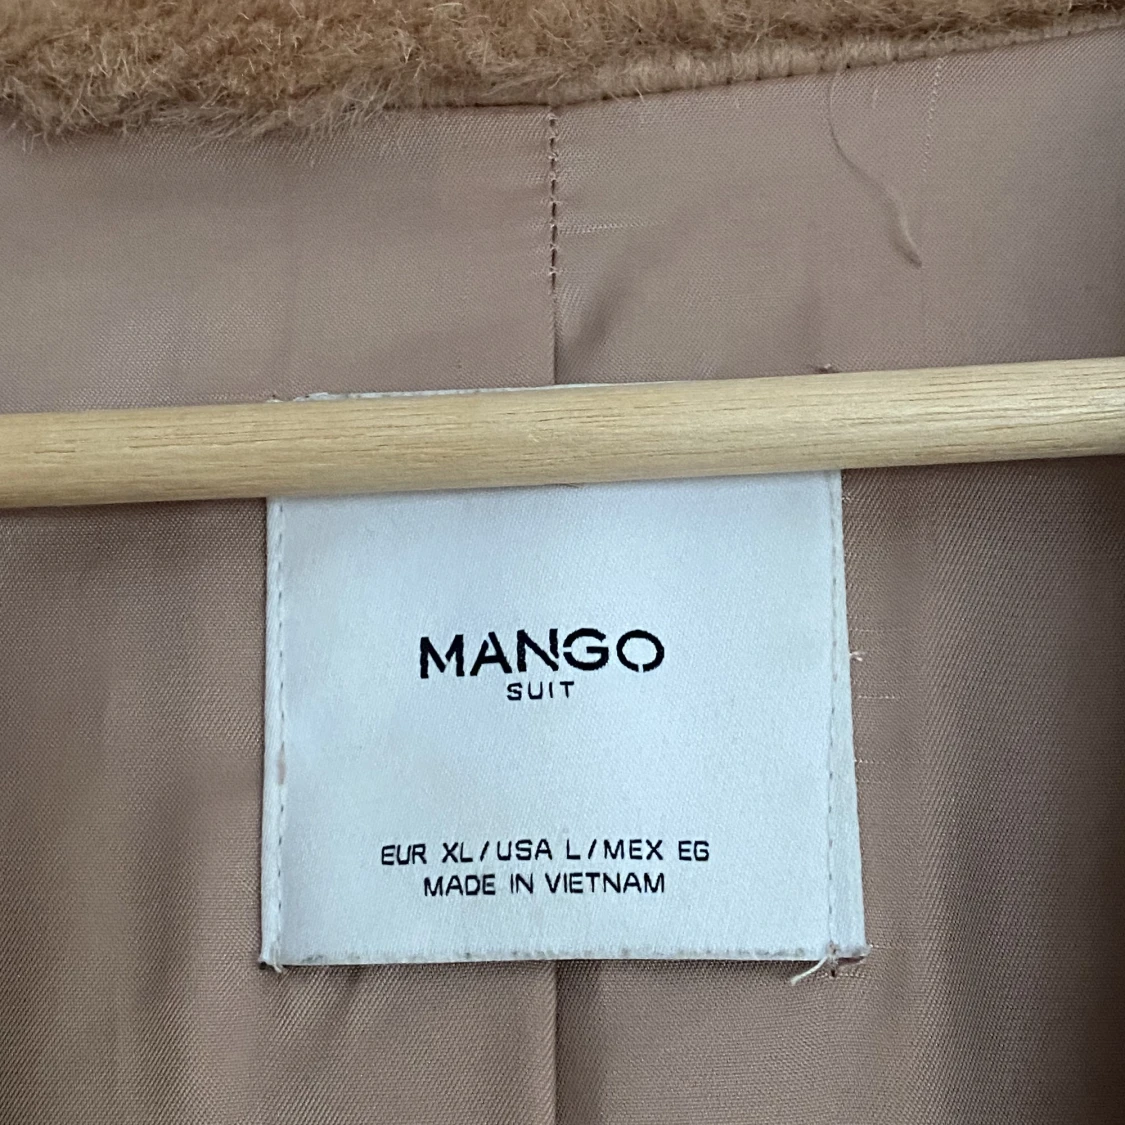 MANGO
SUIT
EUR XL/USA L/MEX EG
MADE IN VIETNAM